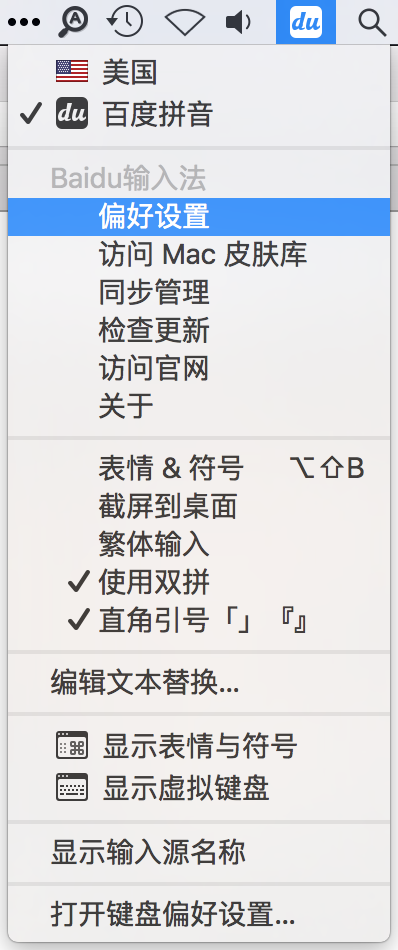 A
du
美国
du 百度拼音
Baidu输入法
偏好设置
访问 Mac 皮肤库
同步管理
检查更新
访问官网
关于
表情 & 符号 ⌥⇧B
截屏到桌面
繁体输入
使用双拼
直角引号「」『』
编辑文本替换...
显示表情与符号
显示虚拟键盘
显示输入源名称
打开键盘偏好设置...